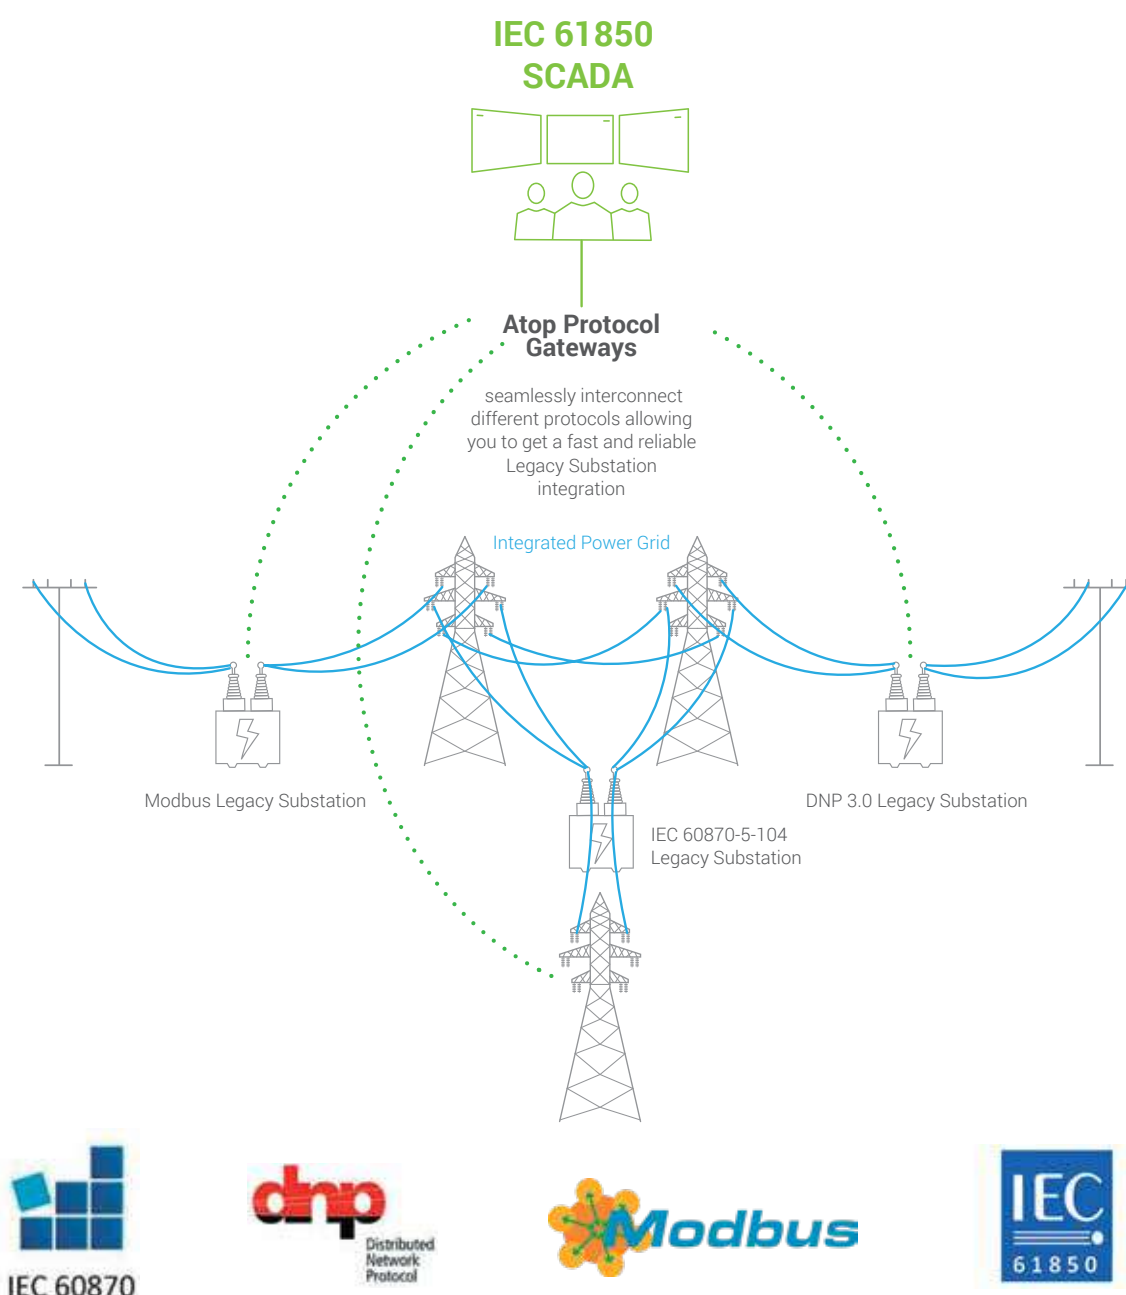 IEC 61850
SCADA
Atop Protocol
Gateways
seamlessly interconnect
different protocols allowing
you to get a fast and reliable
Legacy Substation
integration
Integrated Power Grid
Modbus Legacy Substation
DNP 3.0 Legacy Substation
IEC 60870-5-104
Legacy Substation
IEC 60870
dnp
Distributed
Network
Protocol
Modbus
IEC
61850